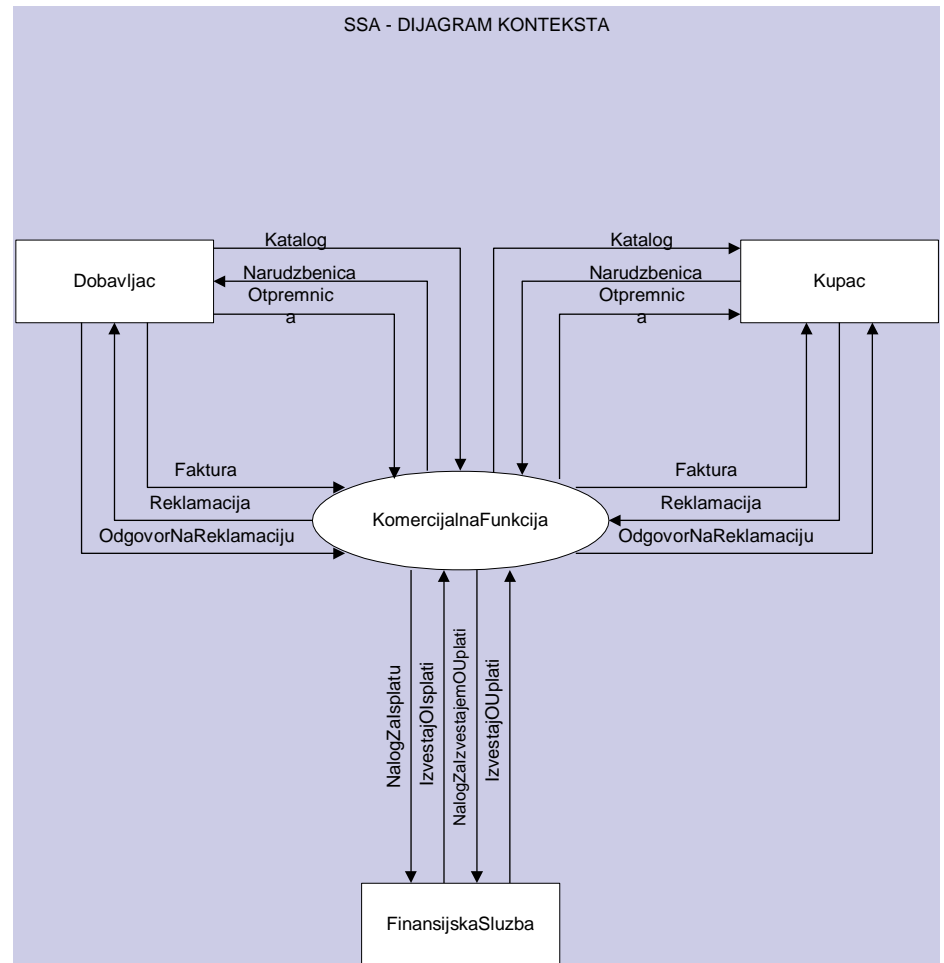 SSA - DIJAGRAM KONTEKSTA
Katalog
Katalog
Dobavljac
Narudzbenica
Narudzbenica
Kupac
Otpremnic
a
Otpremnic
a
Faktura
Faktura
Reklamacija
KomercijalnaFunkcija
Reklamacija
OdgovorNaReklamaciju
OdgovorNaReklamaciju
NalogZaIsplatu
IzvestajOIsplati
NalogZaIzvestajemOUplati
IzvestajOUplati
FinansijskaSluzba